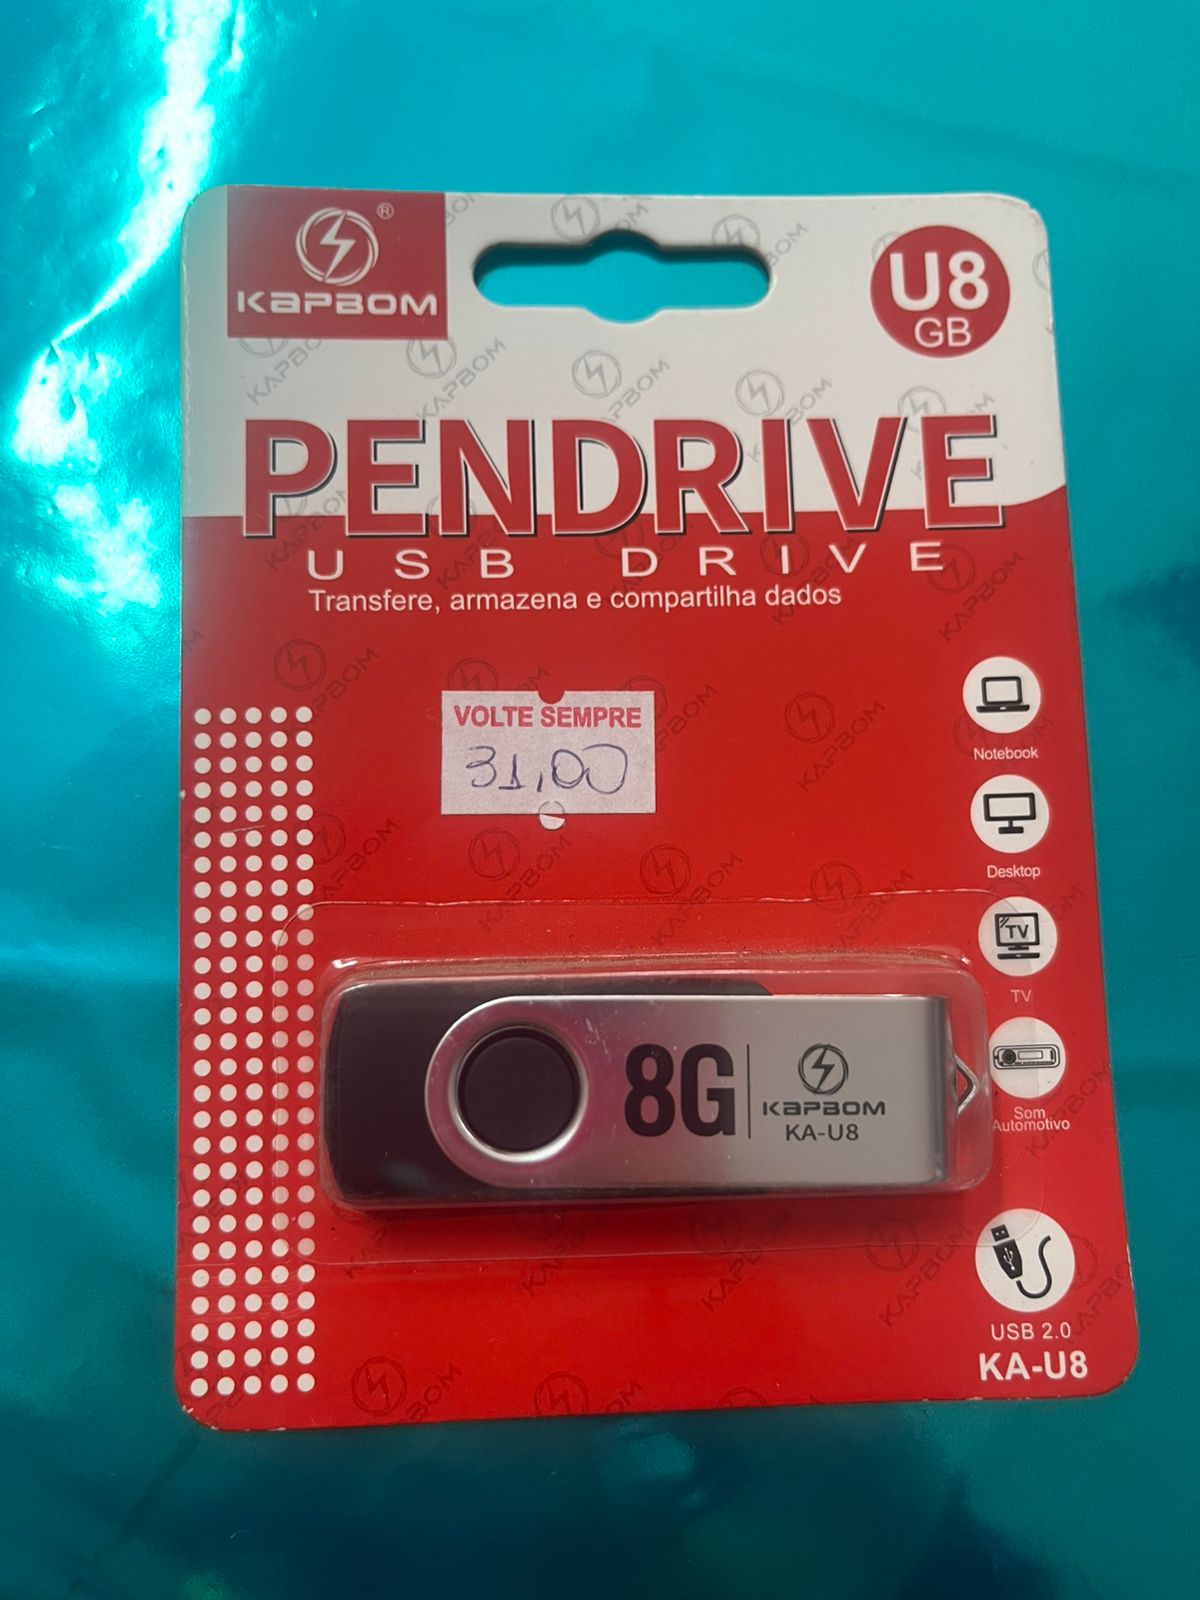 KAPBOM
®
U8
GB
PENDRIVE
USB DRIVE
Transfere, armazena e compartilha dados
VOLTE SEMPRE
31,00
Notebook
Desktop
TV
TV
Som
Automotivo
8G
KAPBOM
KA-U8
USB 2.0
KA-U8